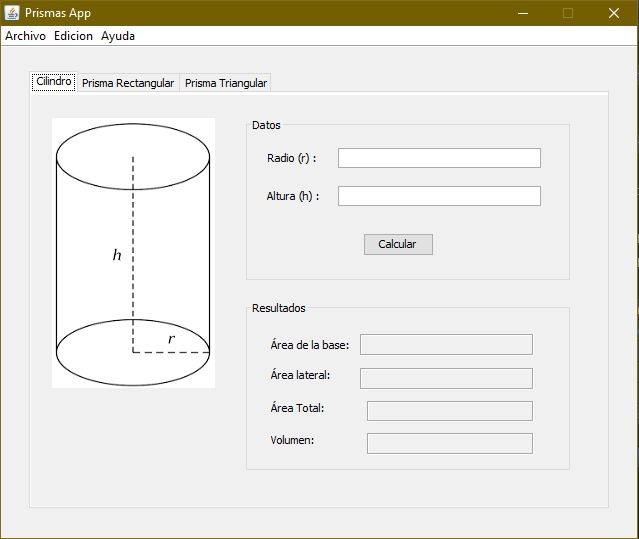 Prismas App
Archivo Edicion Ayuda
Cilindro Prisma Rectangular Prisma Triangular
Datos
Radio (r) :
Altura (h) :
Calcular
h
r
Resultados
Área de la base:
Área lateral:
Área Total:
Volumen: